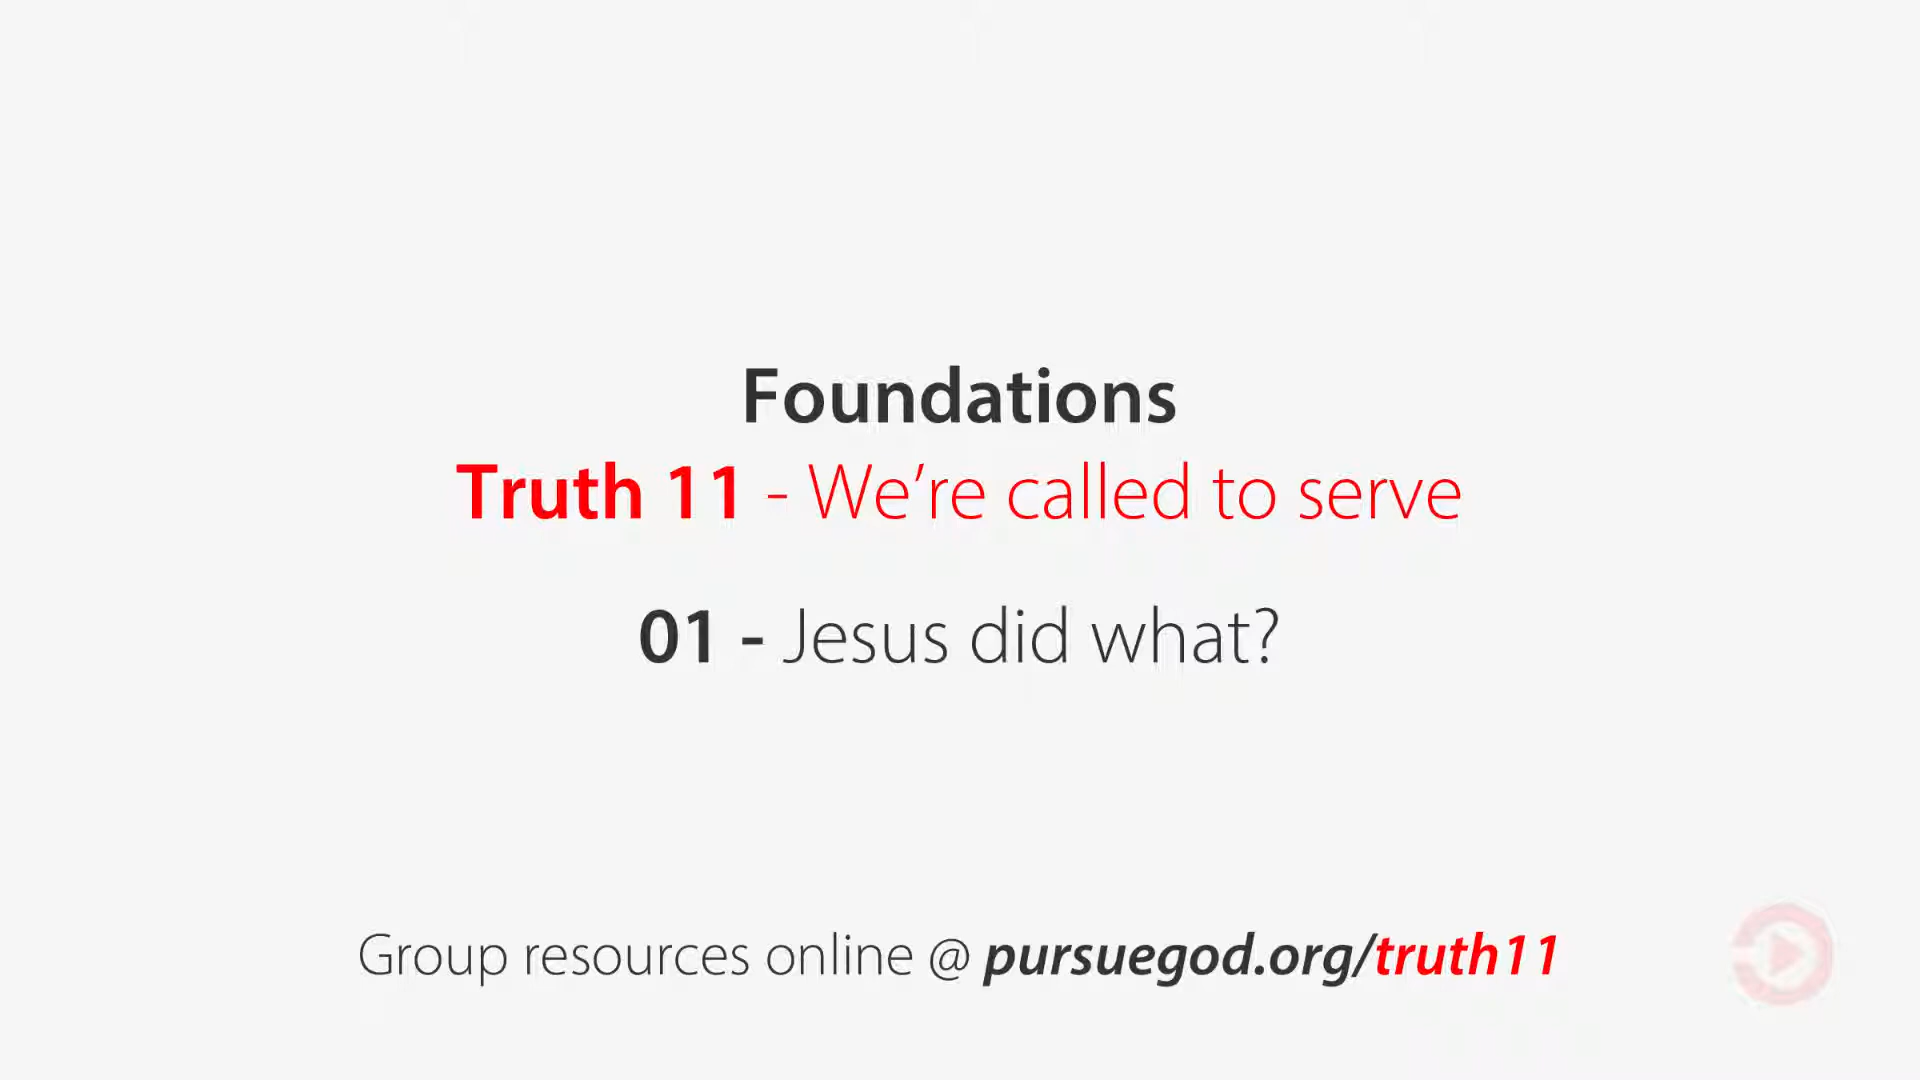 Foundations
Truth 11 - We’re called to serve
01 - Jesus did what?
Group resources online @ pursuegod.org/truth11